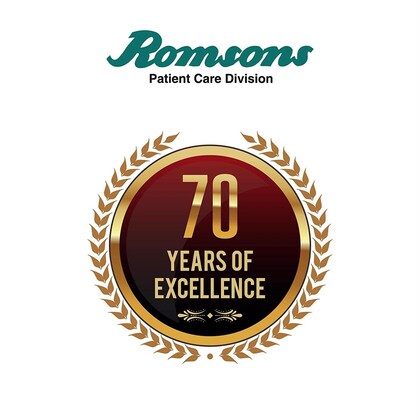 Romsons
Patient Care Division
70
YEARS OF
EXCELLENCE